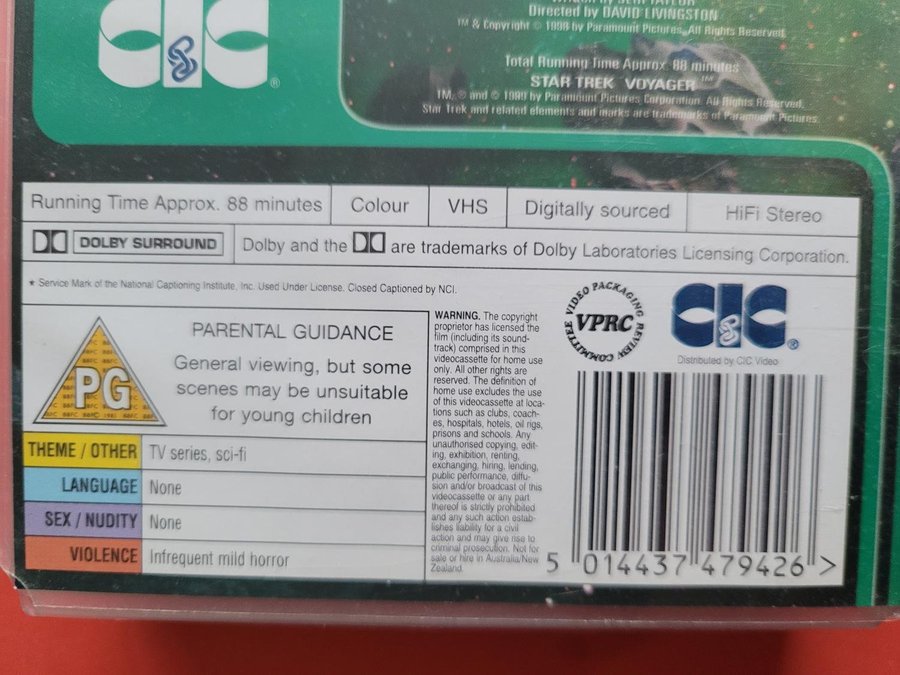 CIC ®
Directed by DAVID LIVINGSTON
TM & Copyright © 1998 by Paramount Pictures. All Rights Reserved.
Total Running Time Approx. 88 minutes
STAR TREK VOYAGER ™
TM, ® and © 1999 by Paramount Pictures Corporation. All Rights Reserved.
Star Trek and related elements and marks are trademarks of Paramount Pictures.
Running Time Approx. 88 minutes Colour VHS Digitally sourced HiFi Stereo
DOLBY SURROUND Dolby and the are trademarks of Dolby Laboratories Licensing Corporation.
* Service Mark of the National Captioning Institute, Inc. Used Under License. Closed Captioned by NCI.
PG
PARENTAL GUIDANCE
General viewing, but some
scenes may be unsuitable
for young children
THEME / OTHER TV series, sci-fi
LANGUAGE None
SEX / NUDITY None
VIOLENCE Infrequent mild horror
WARNING. The copyright
proprietor has licensed the
film (including its sound-
track) comprised in this
videocassette for home use
only. All other rights are
reserved. The definition of
home use excludes the use
of this videocassette at loca-
tions such as clubs, coach-
es, hospitals, hotels, oil rigs,
prisons and schools. Any
unauthorised copying, edit-
ing, exhibition, renting,
exchanging, hiring, lending,
public performance, diffu-
sion and/or broadcast of this
videocassette or any part
thereof is strictly prohibited
and any such action estab-
lishes liability for a civil
action and may give rise to
criminal prosecution. Not for
sale or hire in Australia/New
Zealand.
VIDEO PACKAGING REVIEW COMMITTEE
VPRC
CIC ®
Distributed by CIC Video
5 014437 479426 >